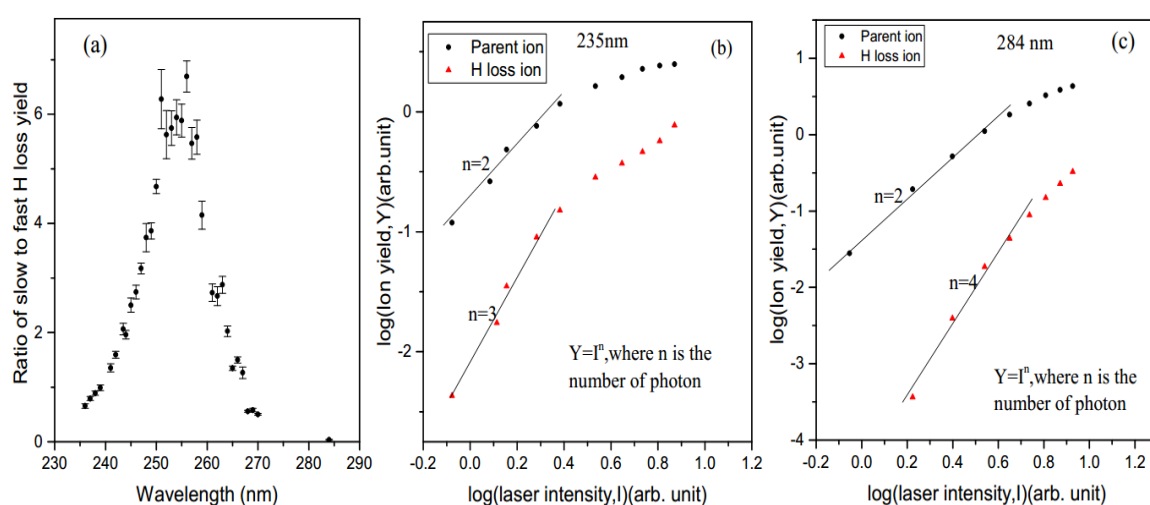 (a)
Ratio of slow to fast H loss yield
6
4
2
0
230 240 250 260 270 280 290
Wavelength (nm)
Parent ion
H loss ion
235nm
(b)
log(Ion yield,Y)(arb.unit)
0
-1
-2
n=2
n=3
Y=Iⁿ,where n is the
number of photon
0.0 0.2 0.4 0.6 0.8 1.0 1.2
log(laser intensity,I)(arb. unit)
Parent ion
H loss ion
284 nm
(c)
log(Ion yield,Y)(arb.unit)
1
0
-1
-2
-3
-4
n=2
n=4
Y=Iⁿ,where n is the
number of photon
0.0 0.2 0.4 0.6 0.8 1.0 1.2
log(laser intensity,I)(arb. unit)